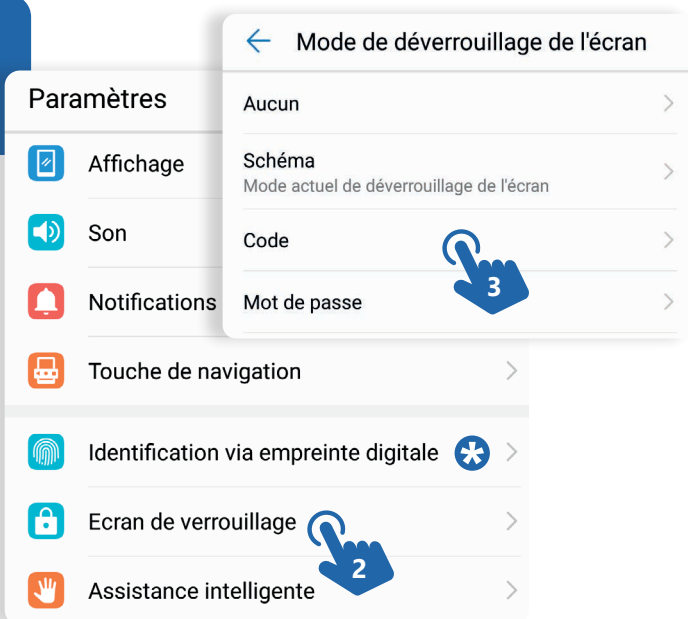 Mode de déverrouillage de l'écran
Aucun
Schéma
Mode actuel de déverrouillage de l'écran
Code
3
Mot de passe
Paramètres
Affichage
Son
Notifications
Touche de navigation
Identification via empreinte digitale *
Ecran de verrouillage
2
Assistance intelligente